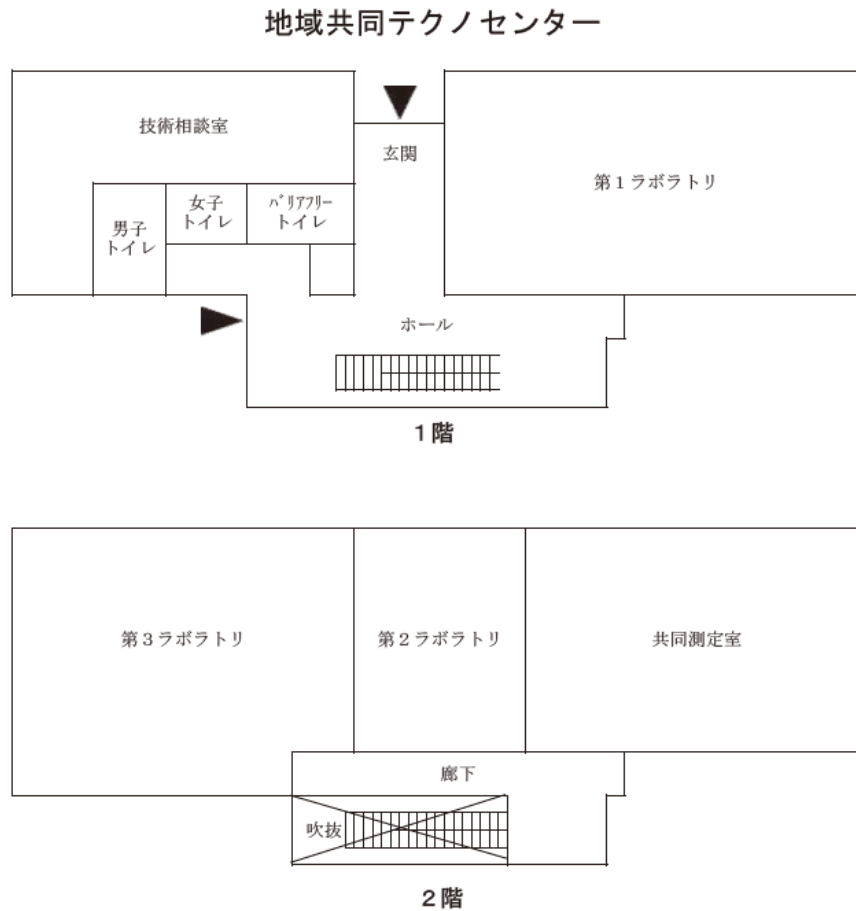 地域共同テクノセンター
技術相談室
玄関
第１ラボラトリ
男子
トイレ
女子
トイレ
ﾊﾞﾘｱﾌﾘｰ
トイレ
ホール
１階
第３ラボラトリ
第２ラボラトリ
共同測定室
廊下
吹抜
２階